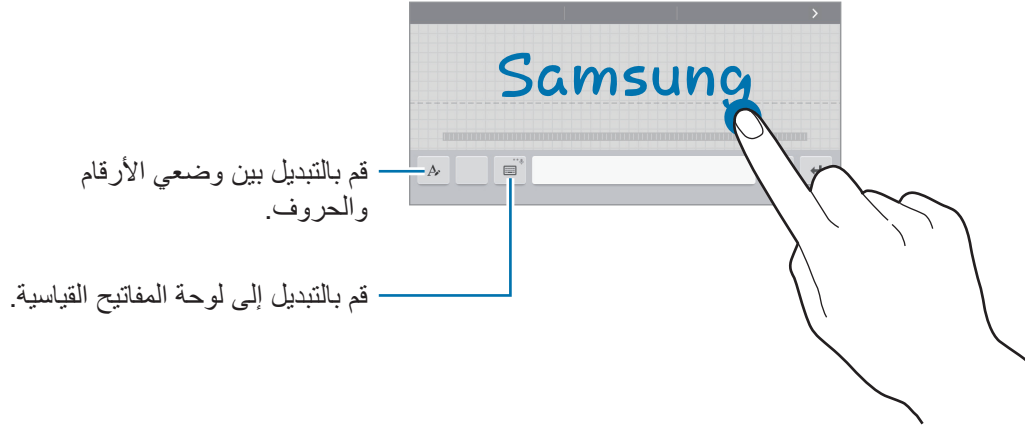 Samsung
قم بالتبديل بين وضعي الأرقام
والحروف.
قم بالتبديل إلى لوحة المفاتيح القياسية.